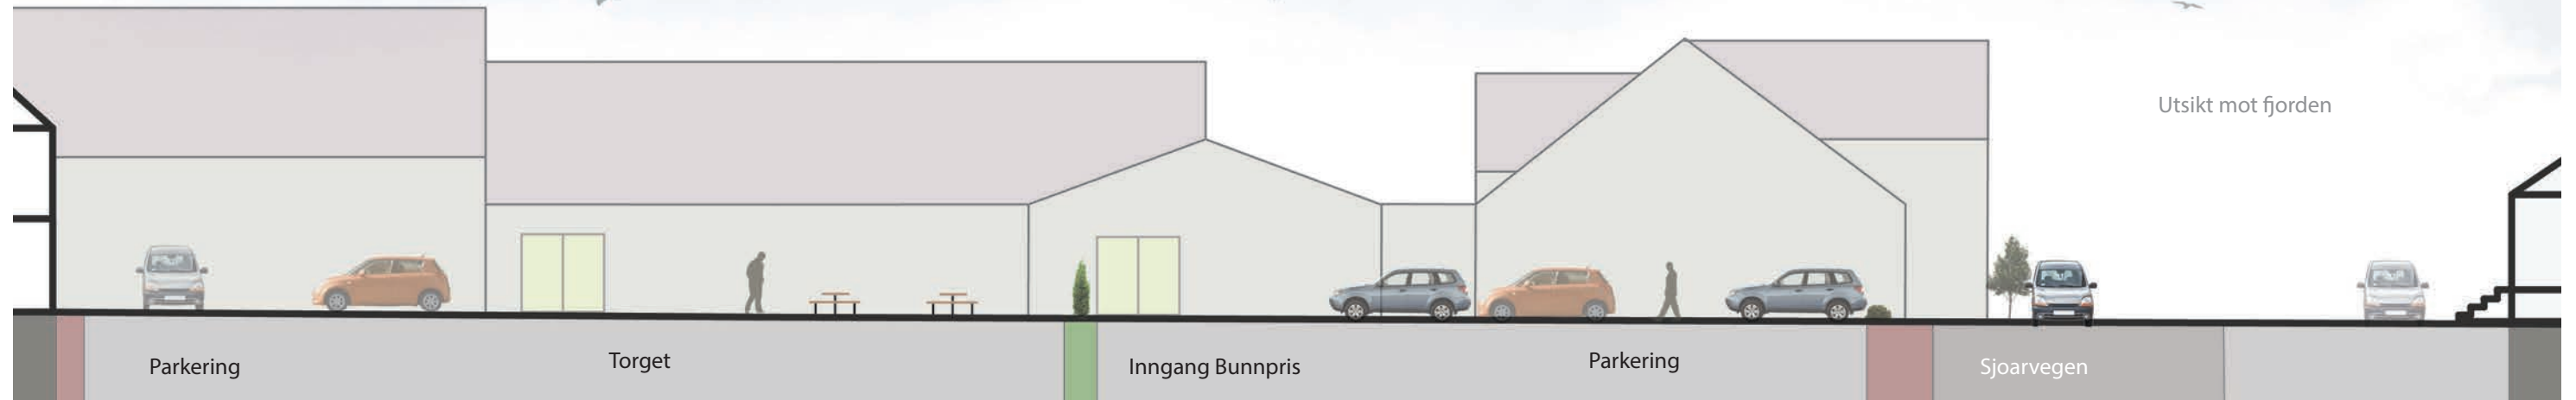 Utsikt mot fjorden
Parkering
Torget
Inngang Bunnpris
Parkering
Sjoarvegen